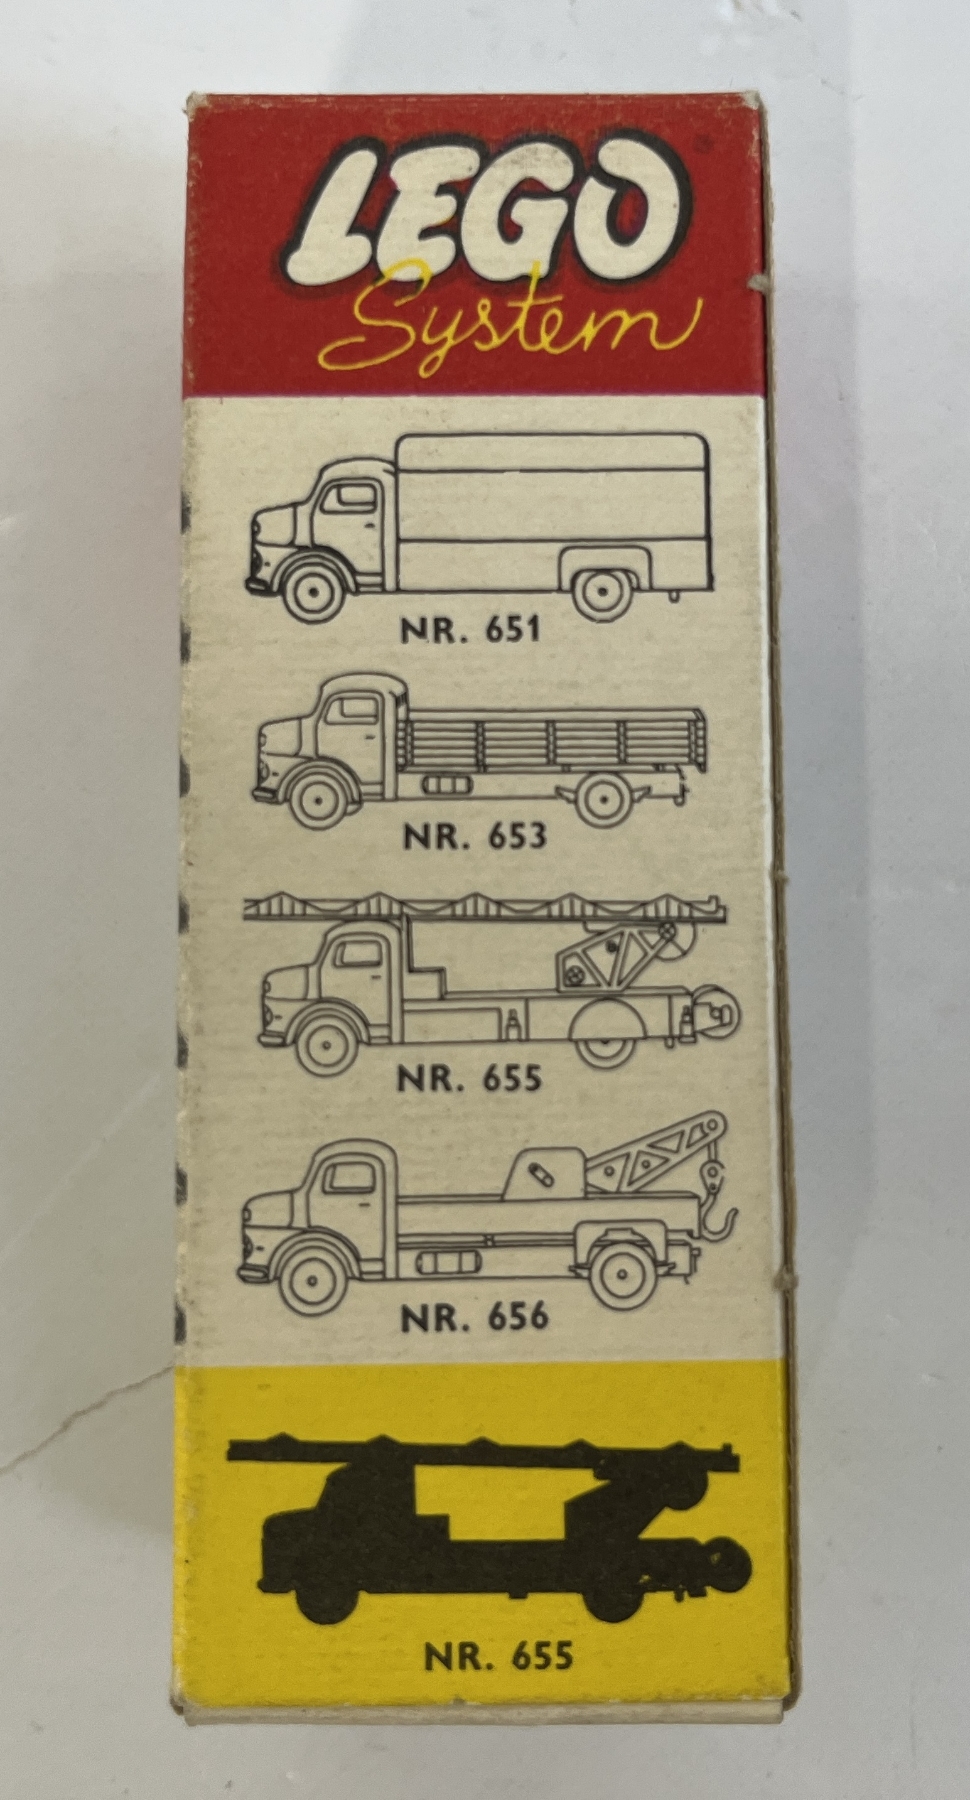 LEGO
System
NR. 651
NR. 653
NR. 655
NR. 656
NR. 655